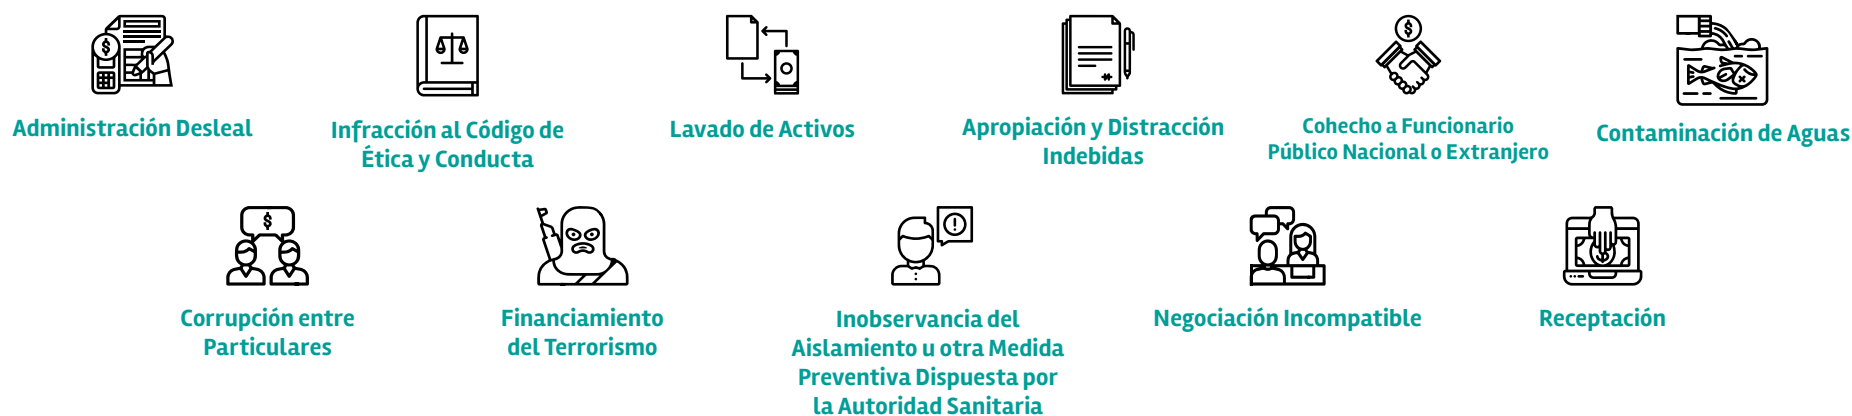 Administración Desleal
Infracción al Código de
Ética y Conducta
Lavado de Activos
Apropiación y Distracción
Indebidas
Cohecho a Funcionario
Público Nacional o Extranjero
Contaminación de Aguas
Corrupción entre
Particulares
Financiamiento
del Terrorismo
Inobservancia del
Aislamiento u otra Medida
Preventiva Dispuesta por
la Autoridad Sanitaria
Negociación Incompatible
Receptación